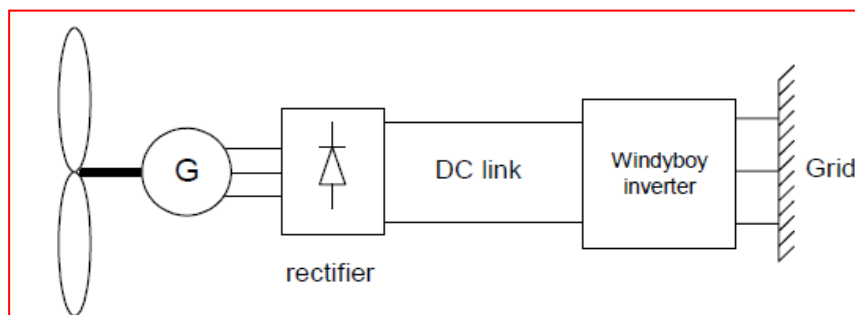 G
rectifier
DC link
Windyboy
inverter
Grid